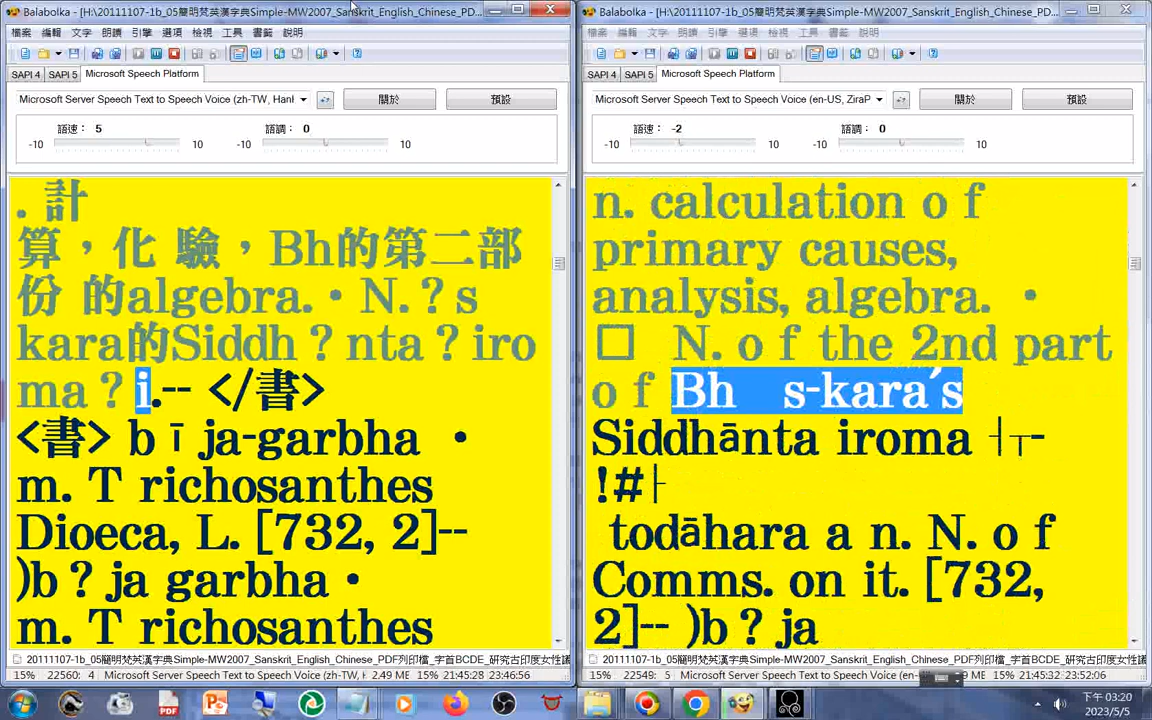 Balabolka - [H:\20111107-1b_05簡明梵英漢字典Simple-MW2007_Sanskrit_English_Chinese_PD...
檔案 編輯 文字 朗讀 引擎 選項 檢視 工具 書籤 說明
SAPI 4 SAPI 5 Microsoft Speech Platform
Microsoft Server Speech Text to Speech Voice (zh-TW, Hanl
關於 預設
語速： 5 語調： 0
-10 10 -10 10
. 計
算，化 驗，Bh的第二部
份 的algebra. • N. ? s
kara的Siddh ? nta ? iro
ma ? i.-- </書>
<書> b ī ja-garbha •
m. T richosanthes
Dioeca, L. [732, 2]--
)b ? ja garbha •
m. T richosanthes
20111107-1b_05簡明梵英漢字典Simple-MW2007_Sanskrit_English_Chinese_PDF列印檔_字首BCDE_研究古印度女性議
15% 22560: 4 Microsoft Server Speech Text to Speech Voice (zh-TW, H 2.49 MB 15% 21:45:28 23:46:56
Balabolka - [H:\20111107-1b_05簡明梵英漢字典Simple-MW2007_Sanskrit_English_Chinese_PD...
檔案 編輯 文字 朗讀 引擎 選項 檢視 工具 書籤 說明
SAPI 4 SAPI 5 Microsoft Speech Platform
Microsoft Server Speech Text to Speech Voice (en-US, ZiraP
關於 預設
語速： -2 語調： 0
-10 10 -10 10
n. calculation o f
primary causes,
analysis, algebra. •
□ N. o f the 2nd part
o f Bh s-kara′s
Siddhānta iroma ┤┬-
!#├
todāhara a n. N. o f
Comms. on it. [732,
2]-- )b ? ja
20111107-1b_05簡明梵英漢字典Simple-MW2007_Sanskrit_English_Chinese_PDF列印檔_字首BCDE_研究古印度女性議
15% 22549: 5 Microsoft Server Speech Text to Speech Voice (en-US, ME 15% 21:45:32 23:52:06
下午 03:20
2023/5/5